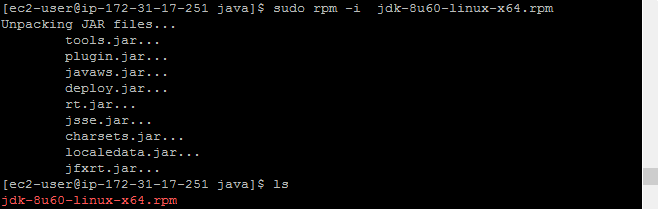 [ec2-user@ip-172-31-17-251 java]$ sudo rpm -i  jdk-8u60-linux-x64.rpm
Unpacking JAR files...
        tools.jar...
        plugin.jar...
        javaws.jar...
        deploy.jar...
        rt.jar...
        jsse.jar...
        charsets.jar...
        localedata.jar...
        jfxrt.jar...
[ec2-user@ip-172-31-17-251 java]$ ls
jdk-8u60-linux-x64.rpm